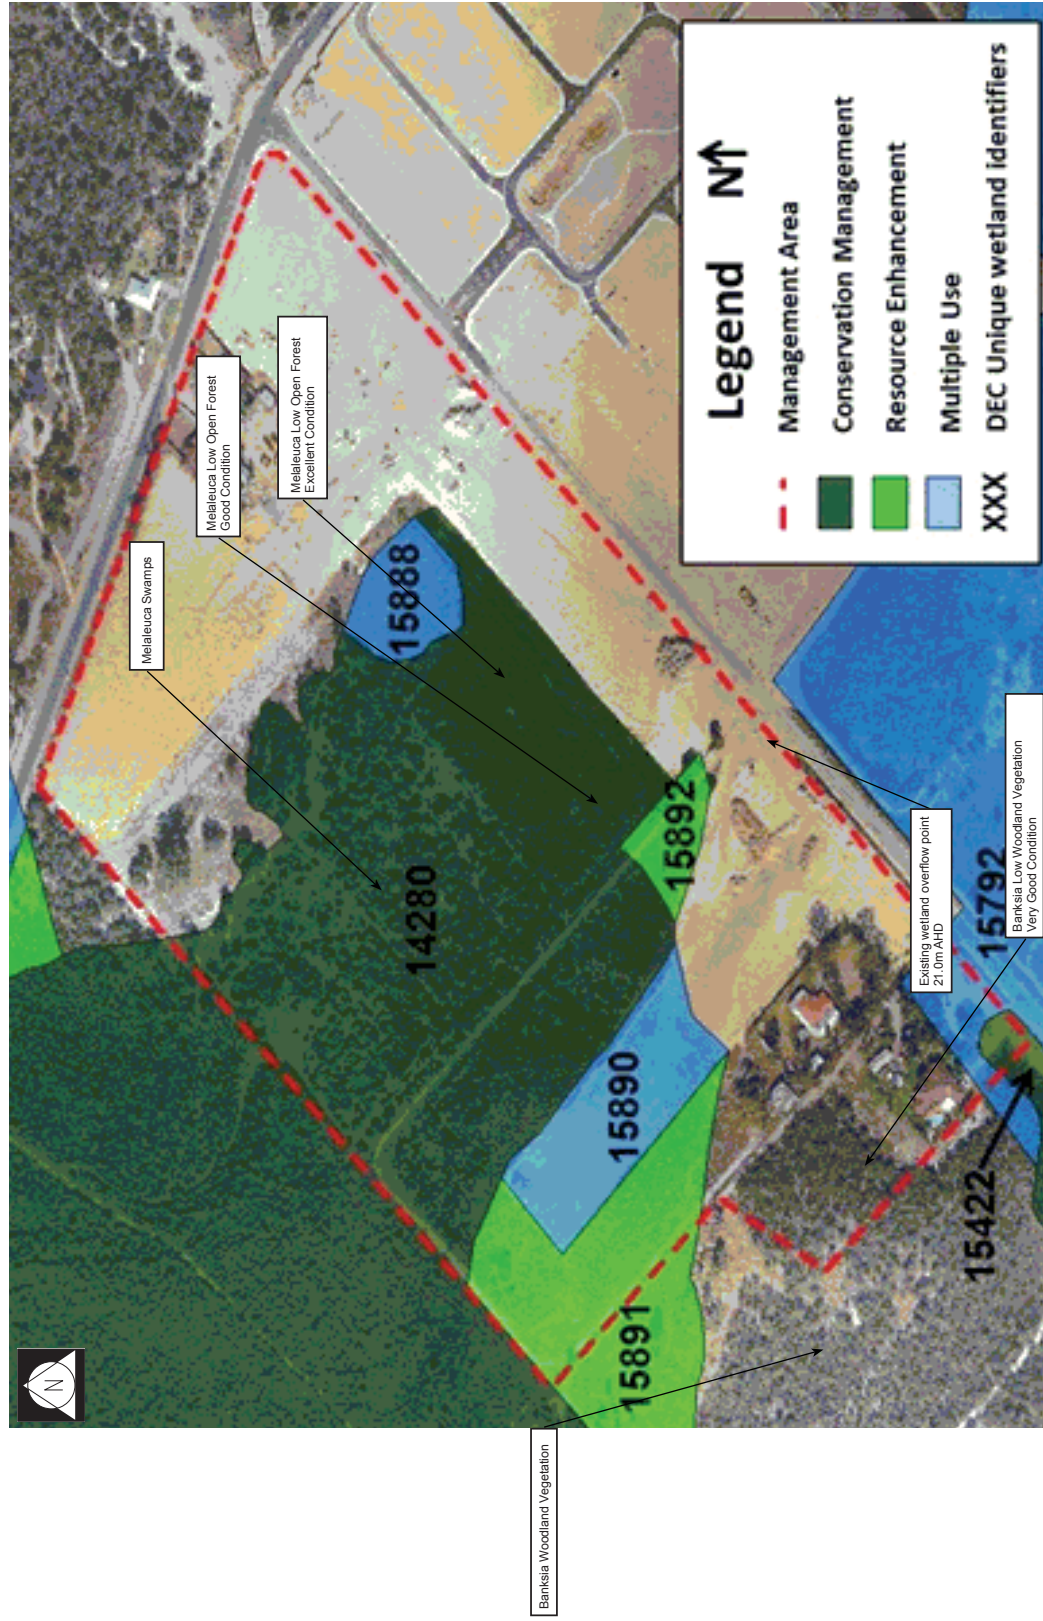 Melaleuca Swamps
Melaleuca Low Open Forest
Good Condition
Melaleuca Low Open Forest
Excellent Condition
15888
14280
15892
15890
15891
15792
15422
Existing wetland overflow point
21.0m AHD
Banksia Low Woodland Vegetation
Very Good Condition
Banksia Woodland Vegetation
N
Legend N
Management Area
Conservation Management
Resource Enhancement
Multiple Use
XXX DEC Unique wetland identifiers